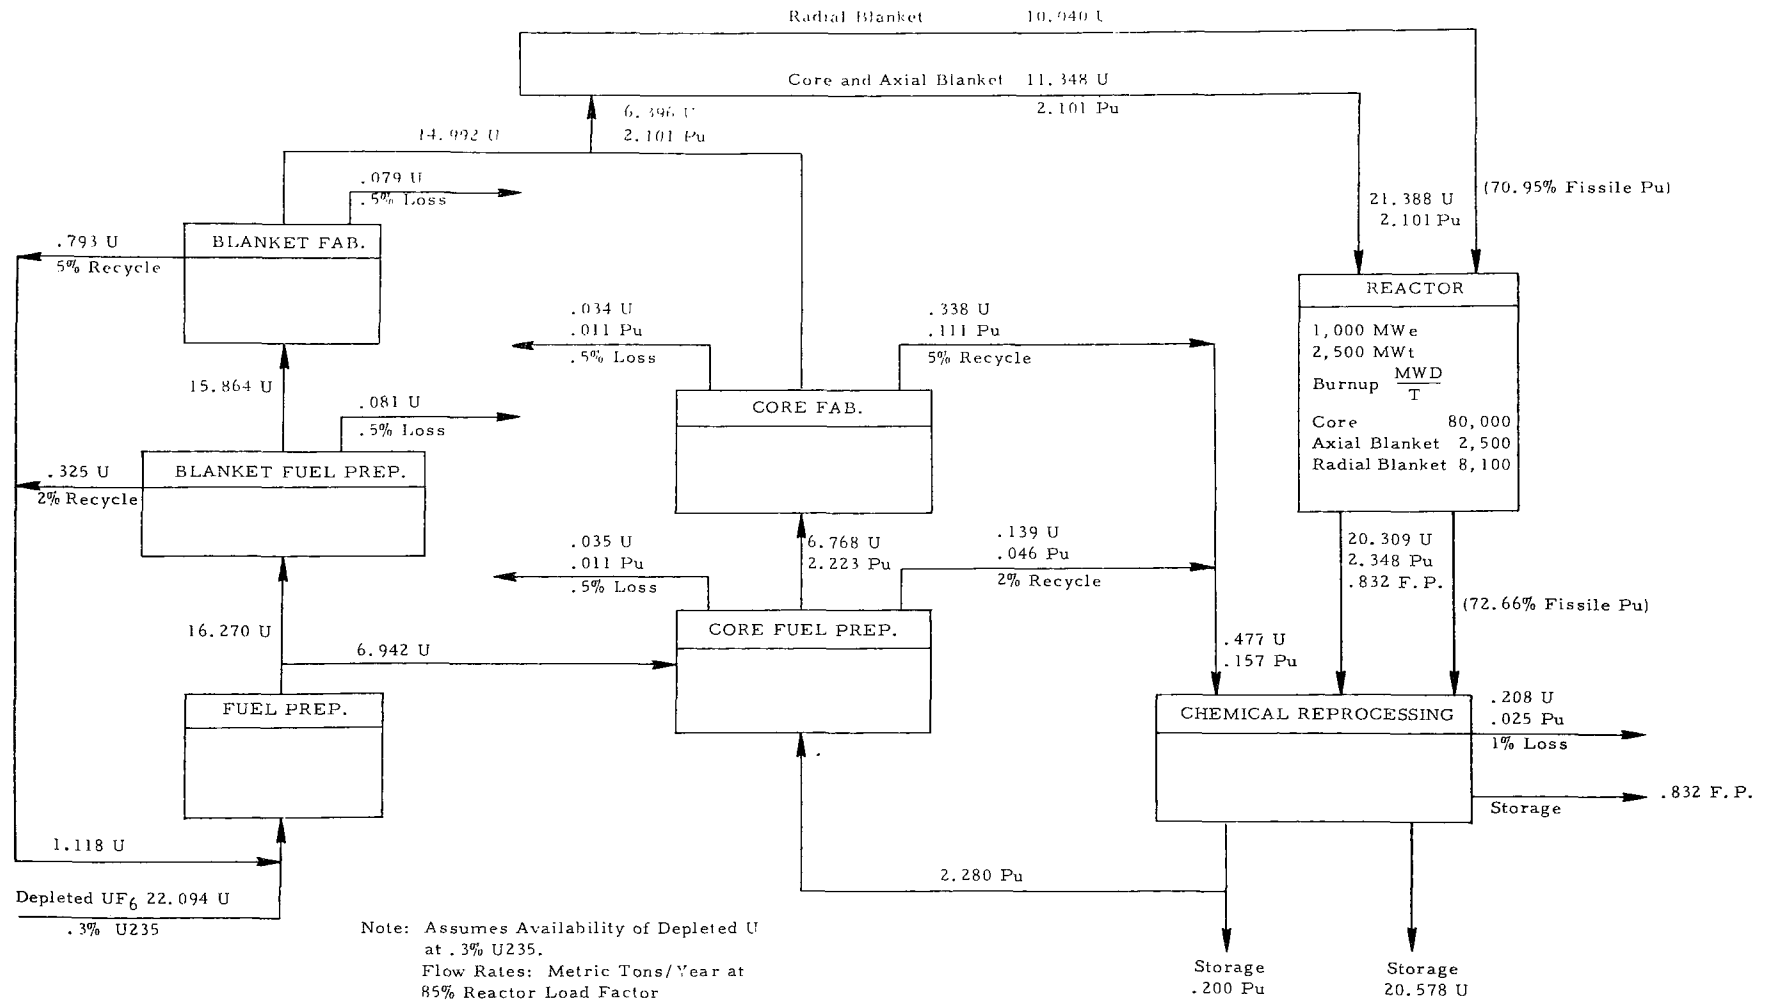 Radial Blanket 10.040 U
Core and Axial Blanket 11.348 U
2.101 Pu
6.396 U
2.101 Pu
14.992 U
.079 U
.5% Loss
(70.95% Fissile Pu)
21.388 U
2.101 Pu
.793 U
5% Recycle
BLANKET FAB.
REACTOR
1,000 MWe
2,500 MWt
Burnup MWD
T
Core 80,000
Axial Blanket 2,500
Radial Blanket 8,100
.034 U
.011 Pu
.5% Loss
.338 U
.111 Pu
5% Recycle
15.864 U
.081 U
.5% Loss
CORE FAB.
.325 U
2% Recycle
BLANKET FUEL PREP.
.035 U
.011 Pu
.5% Loss
6.768 U
2.223 Pu
.139 U
.046 Pu
2% Recycle
20.309 U
2.348 Pu
.832 F.P.
(72.66% Fissile Pu)
16.270 U
6.942 U
CORE FUEL PREP.
.477 U
.157 Pu
FUEL PREP.
CHEMICAL REPROCESSING
.208 U
.025 Pu
1% Loss
.832 F.P.
Storage
1.118 U
2.280 Pu
Depleted UF6 22.094 U
.3% U235
Note: Assumes Availability of Depleted U
at .3% U235.
Flow Rates: Metric Tons/Year at
85% Reactor Load Factor
Storage
.200 Pu
Storage
20.578 U